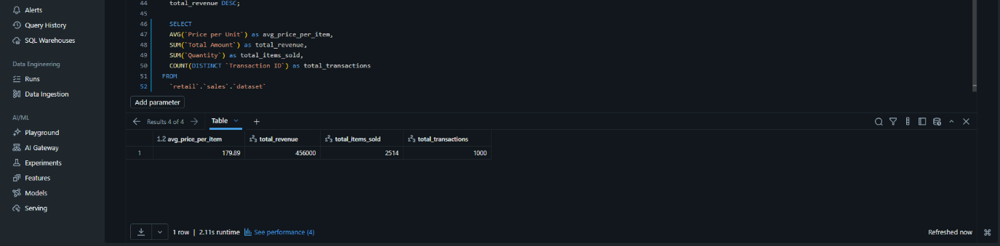 Alerts
Query History
SQL Warehouses
Data Engineering
Runs
Data Ingestion
AI/ML
Playground
AI Gateway
Experiments
Features
Models
Serving
44 total_revenue DESC;
45
46 SELECT
47 AVG(`Price per Unit`) as avg_price_per_item,
48 SUM(`Total Amount`) as total_revenue,
49 SUM(`Quantity`) as total_items_sold,
50 COUNT(DISTINCT `Transaction ID`) as total_transactions
51 FROM
52 `retail`.`sales`.`dataset`
Add parameter
Results 4 of 4 Table +
1.2 avg_price_per_item 123 total_revenue 123 total_items_sold 123 total_transactions
1 179.89 456000 2514 1000
1 row | 2.11s runtime See performance (4) Refreshed now